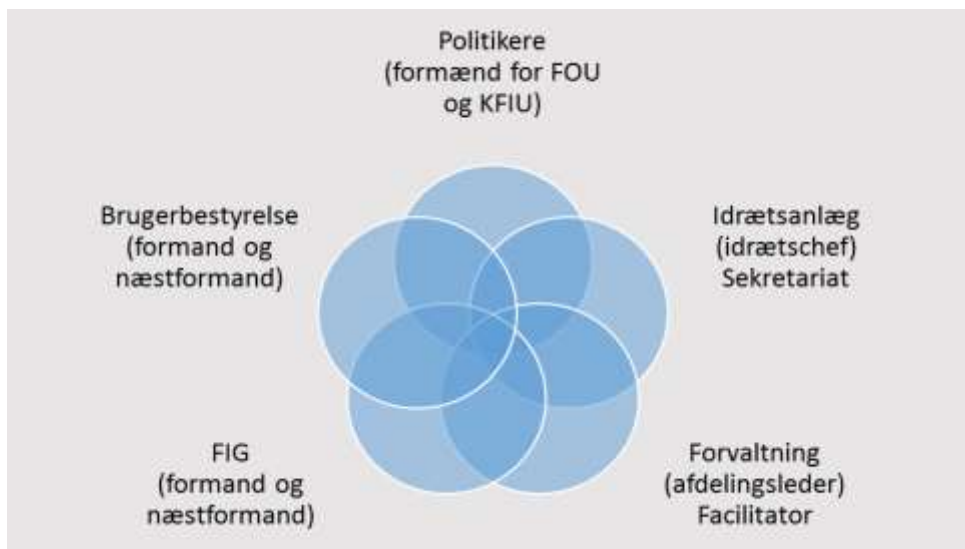 Politikere
(formænd for FOU
og KFIU)
Brugerbestyrelse
(formand og
næstformand)
Idrætsanlæg
(idrætschef)
Sekretariat
FIG
(formand og
næstformand)
Forvaltning
(afdelingsleder)
Facilitator